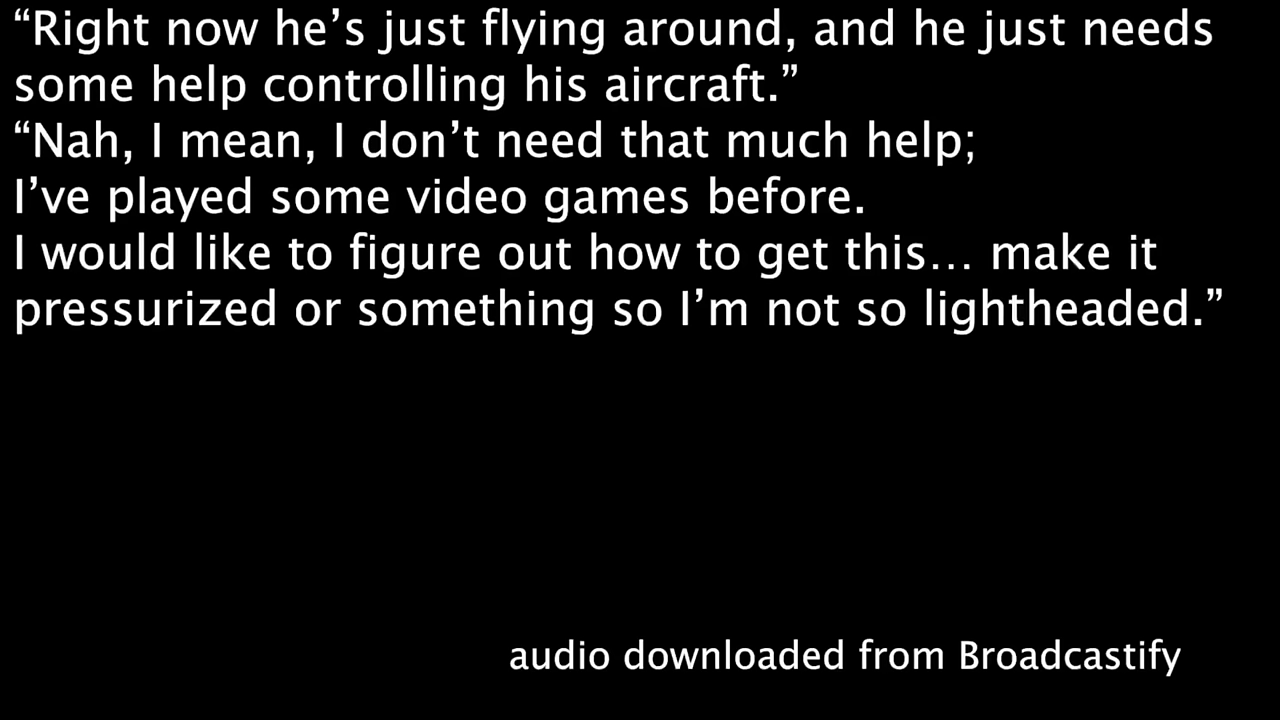 “Right now he’s just flying around, and he just needs
some help controlling his aircraft.”
“Nah, I mean, I don’t need that much help;
I’ve played some video games before.
I would like to figure out how to get this… make it
pressurized or something so I’m not so lightheaded.”
audio downloaded from Broadcastify